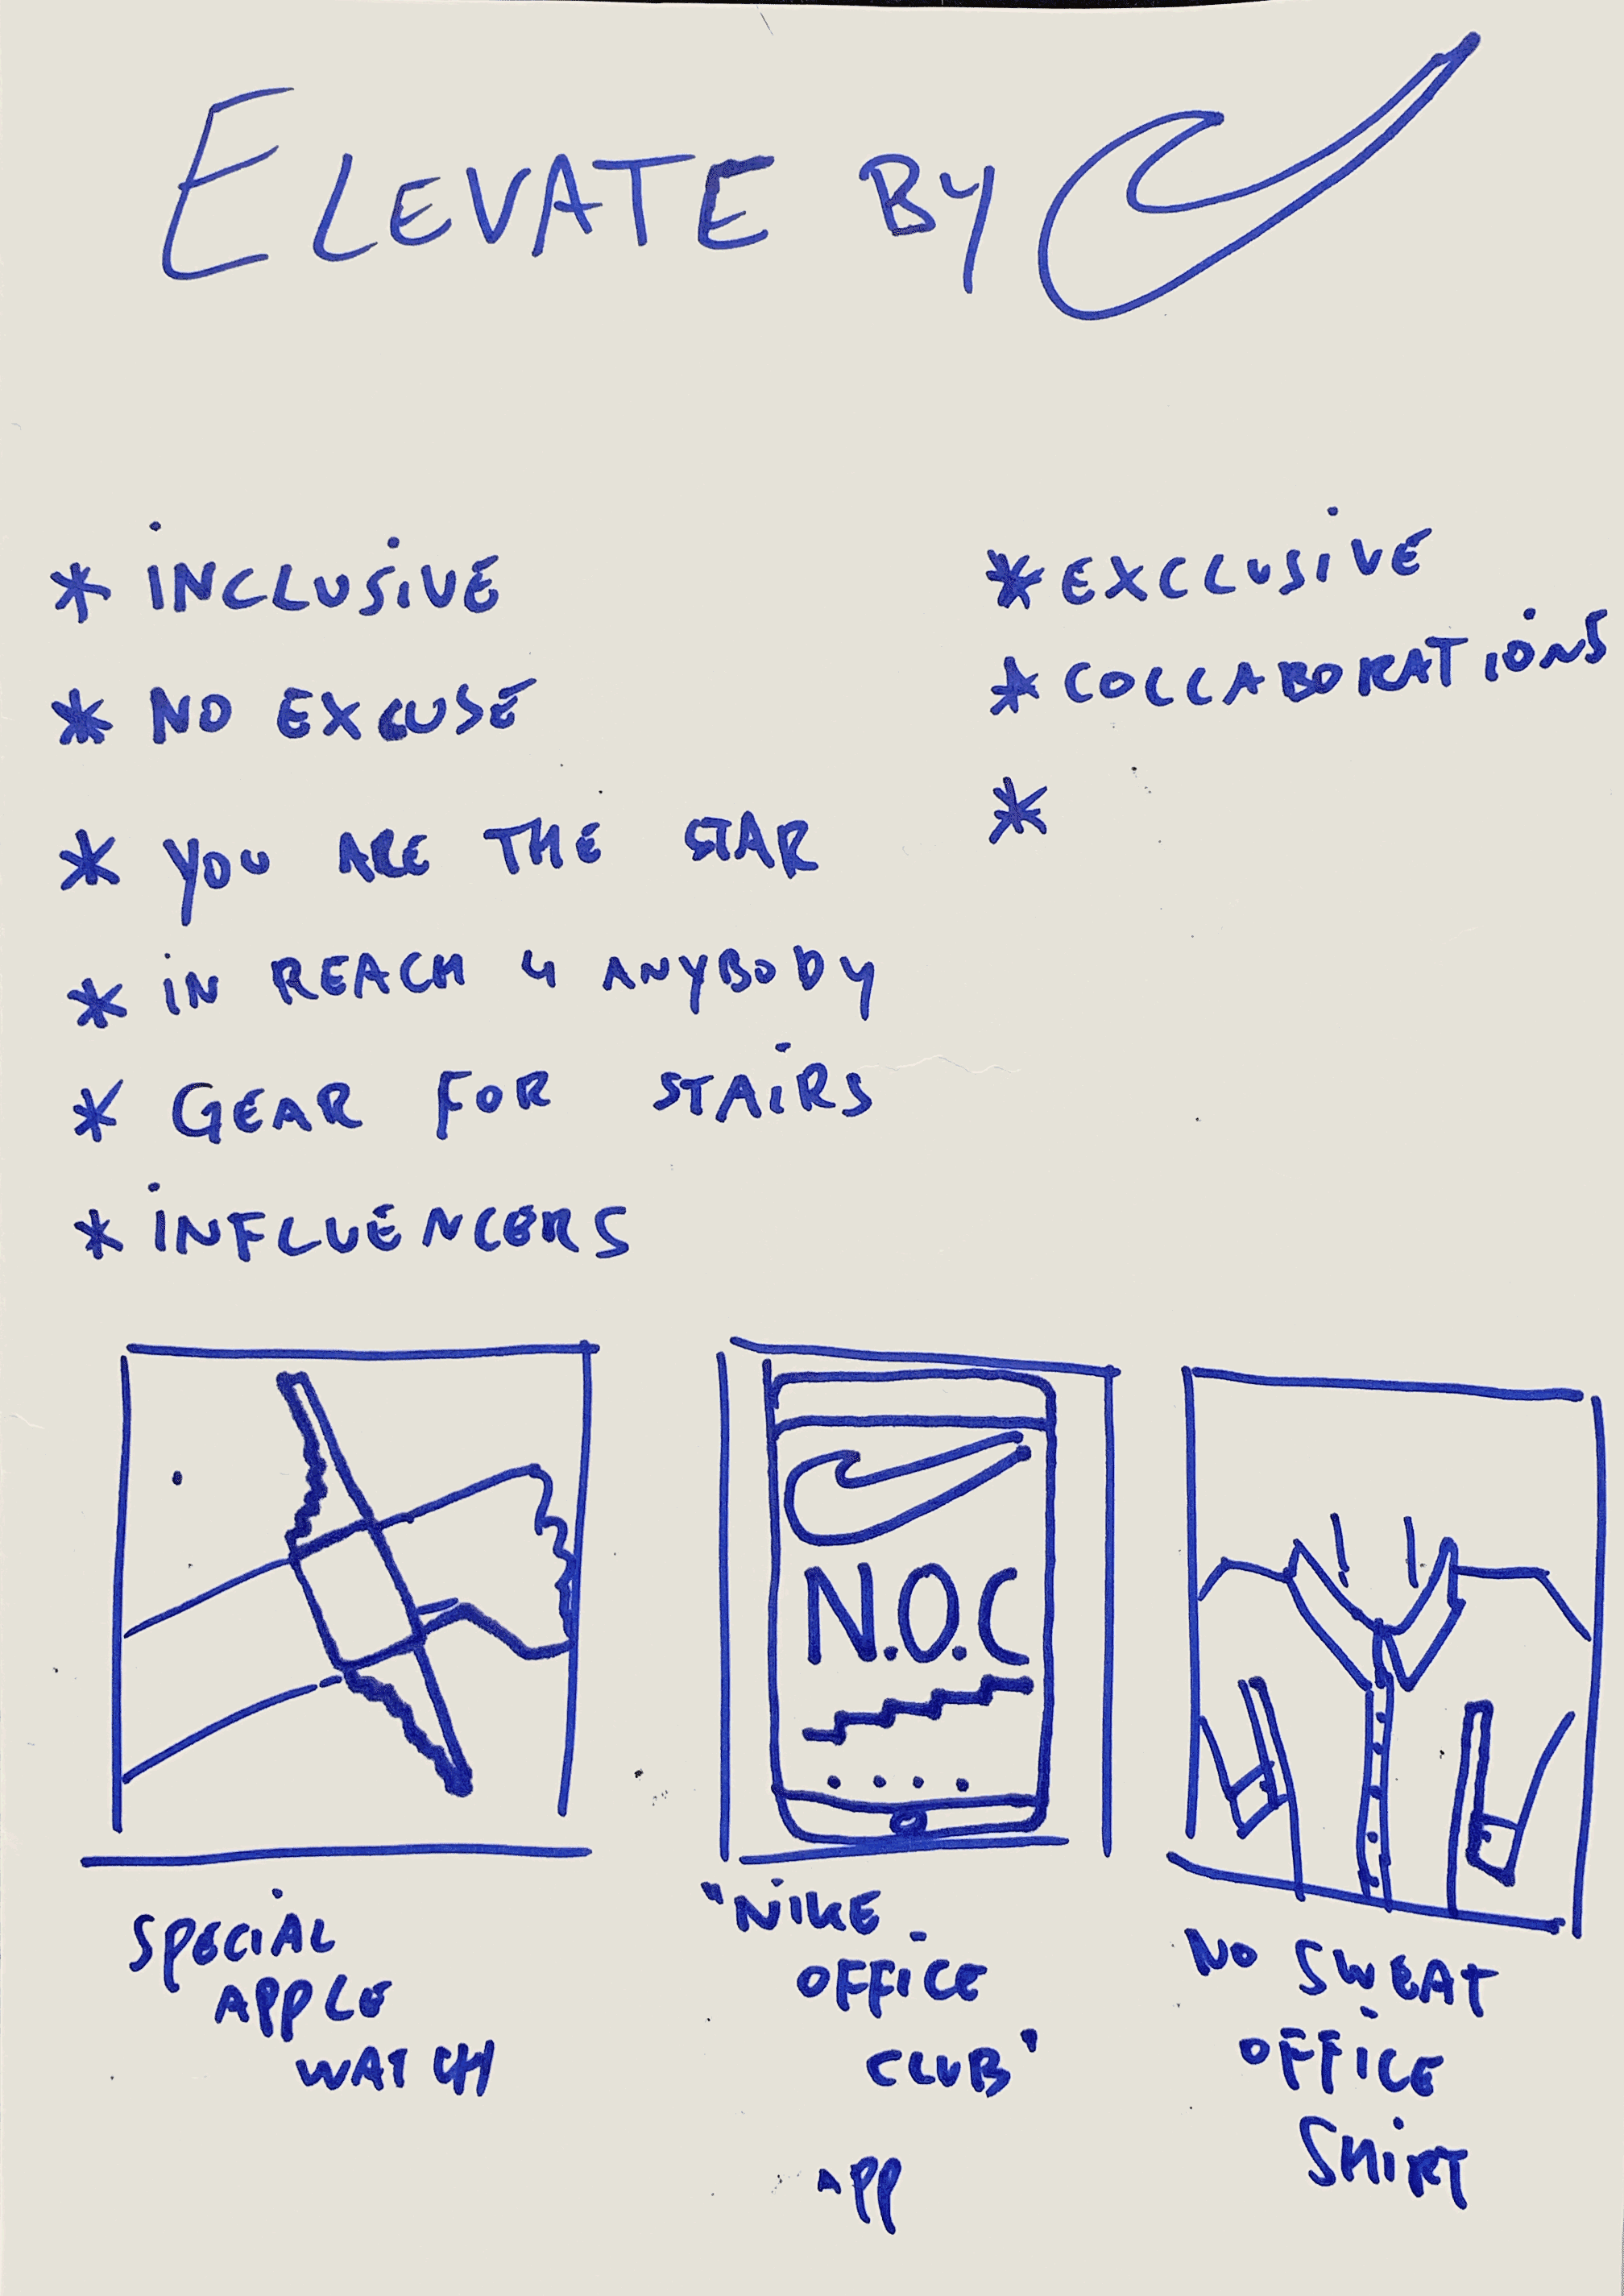 ELEVATE BY
* INCLUSIVE
* NO EXCUSE
* YOU ARE THE STAR
* IN REACH 4 ANYBODY
* GEAR FOR STAIRS
* INFLUENCERS
* EXCLUSIVE
* COLLABORATIONS
*
SPECIAL
APPLE
WATCH
N.O.C
"NIKE
OFFICE
CLUB"
APP
NO SWEAT
OFFICE
SHIRT